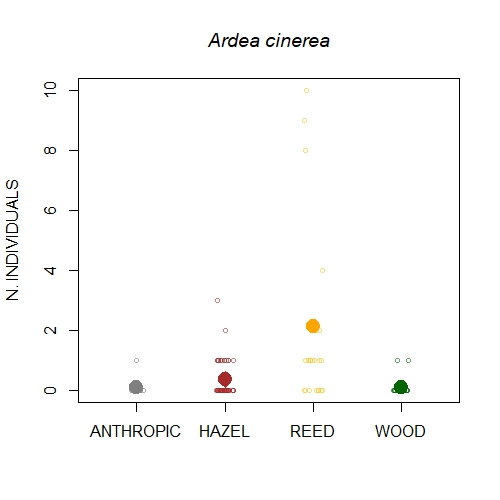 Ardea cinerea
N. INDIVIDUALS
10
8
6
4
2
0
ANTHROPIC HAZEL REED WOOD